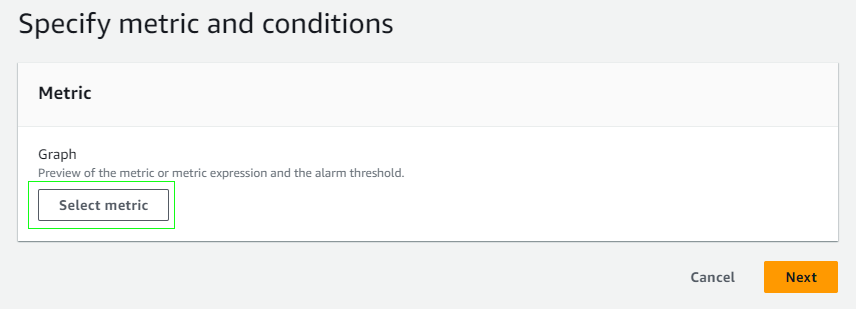 Specify metric and conditions
Metric
Graph
Preview of the metric or metric expression and the alarm threshold.
Select metric
Cancel
Next